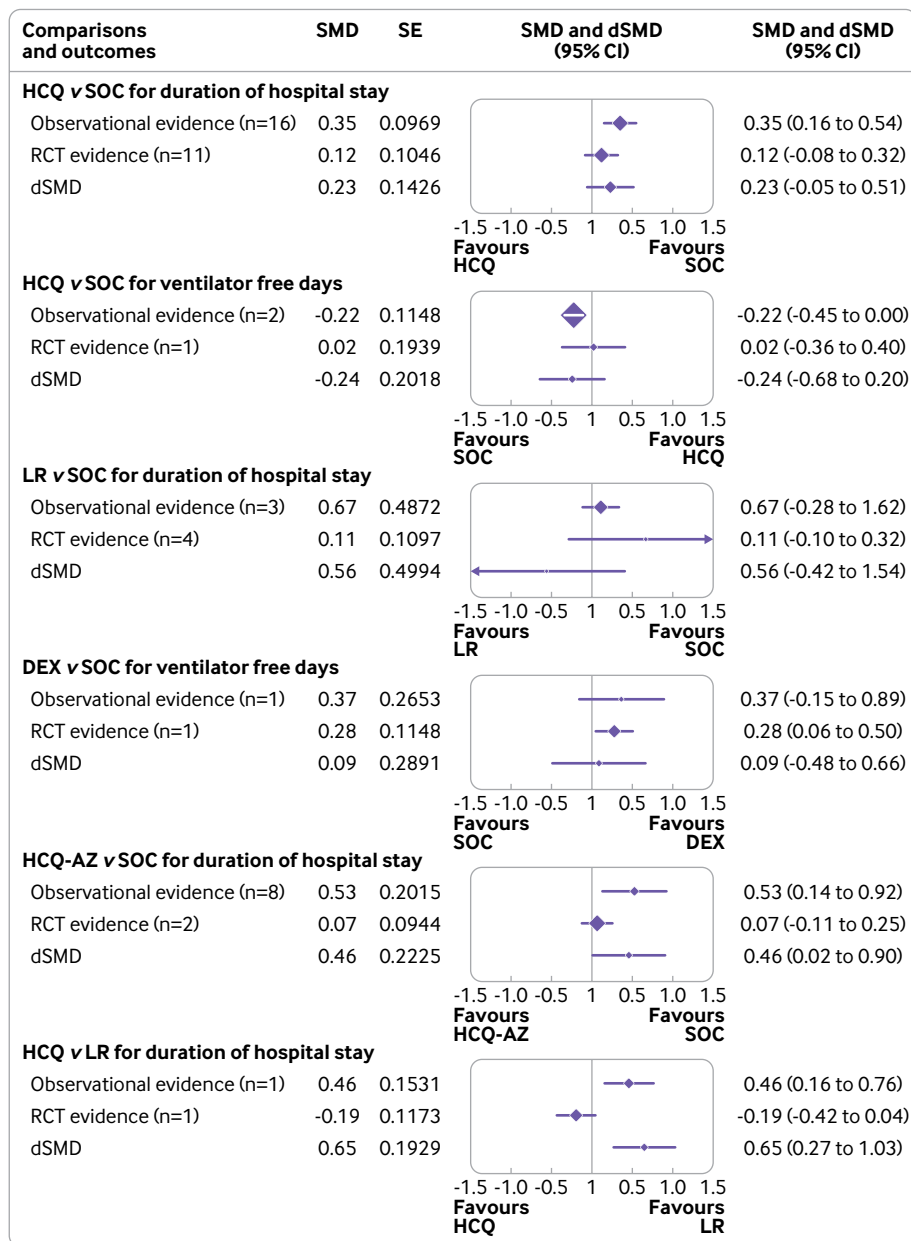 Comparisons and outcomes SMD SE SMD and dSMD (95% CI) SMD and dSMD (95% CI)
HCQ v SOC for duration of hospital stay
Observational evidence (n=16) 0.35 0.0969 0.35 (0.16 to 0.54)
RCT evidence (n=11) 0.12 0.1046 0.12 (-0.08 to 0.32)
dSMD 0.23 0.1426 0.23 (-0.05 to 0.51)
-1.5 -1.0 -0.5 1 0.5 1.0 1.5
Favours HCQ Favours SOC
HCQ v SOC for ventilator free days
Observational evidence (n=2) -0.22 0.1148 -0.22 (-0.45 to 0.00)
RCT evidence (n=1) 0.02 0.1939 0.02 (-0.36 to 0.40)
dSMD -0.24 0.2018 -0.24 (-0.68 to 0.20)
-1.5 -1.0 -0.5 1 0.5 1.0 1.5
Favours SOC Favours HCQ
LR v SOC for duration of hospital stay
Observational evidence (n=3) 0.67 0.4872 0.67 (-0.28 to 1.62)
RCT evidence (n=4) 0.11 0.1097 0.11 (-0.10 to 0.32)
dSMD 0.56 0.4994 0.56 (-0.42 to 1.54)
-1.5 -1.0 -0.5 1 0.5 1.0 1.5
Favours LR Favours SOC
DEX v SOC for ventilator free days
Observational evidence (n=1) 0.37 0.2653 0.37 (-0.15 to 0.89)
RCT evidence (n=1) 0.28 0.1148 0.28 (0.06 to 0.50)
dSMD 0.09 0.2891 0.09 (-0.48 to 0.66)
-1.5 -1.0 -0.5 1 0.5 1.0 1.5
Favours SOC Favours DEX
HCQ-AZ v SOC for duration of hospital stay
Observational evidence (n=8) 0.53 0.2015 0.53 (0.14 to 0.92)
RCT evidence (n=2) 0.07 0.0944 0.07 (-0.11 to 0.25)
dSMD 0.46 0.2225 0.46 (0.02 to 0.90)
-1.5 -1.0 -0.5 1 0.5 1.0 1.5
Favours HCQ-AZ Favours SOC
HCQ v LR for duration of hospital stay
Observational evidence (n=1) 0.46 0.1531 0.46 (0.16 to 0.76)
RCT evidence (n=1) -0.19 0.1173 -0.19 (-0.42 to 0.04)
dSMD 0.65 0.1929 0.65 (0.27 to 1.03)
-1.5 -1.0 -0.5 1 0.5 1.0 1.5
Favours HCQ Favours LR